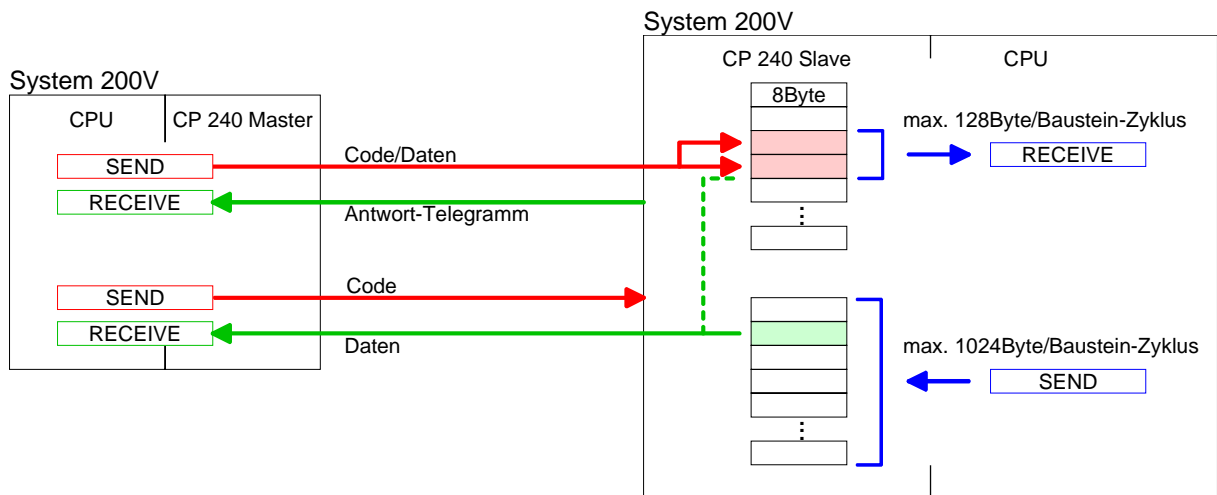 System 200V
CP 240 Slave
CPU
8Byte
System 200V
CPU
CP 240 Master
max. 128Byte/Baustein-Zyklus
SEND
Code/Daten
RECEIVE
RECEIVE
Antwort-Telegramm
SEND
Code
RECEIVE
Daten
max. 1024Byte/Baustein-Zyklus
SEND